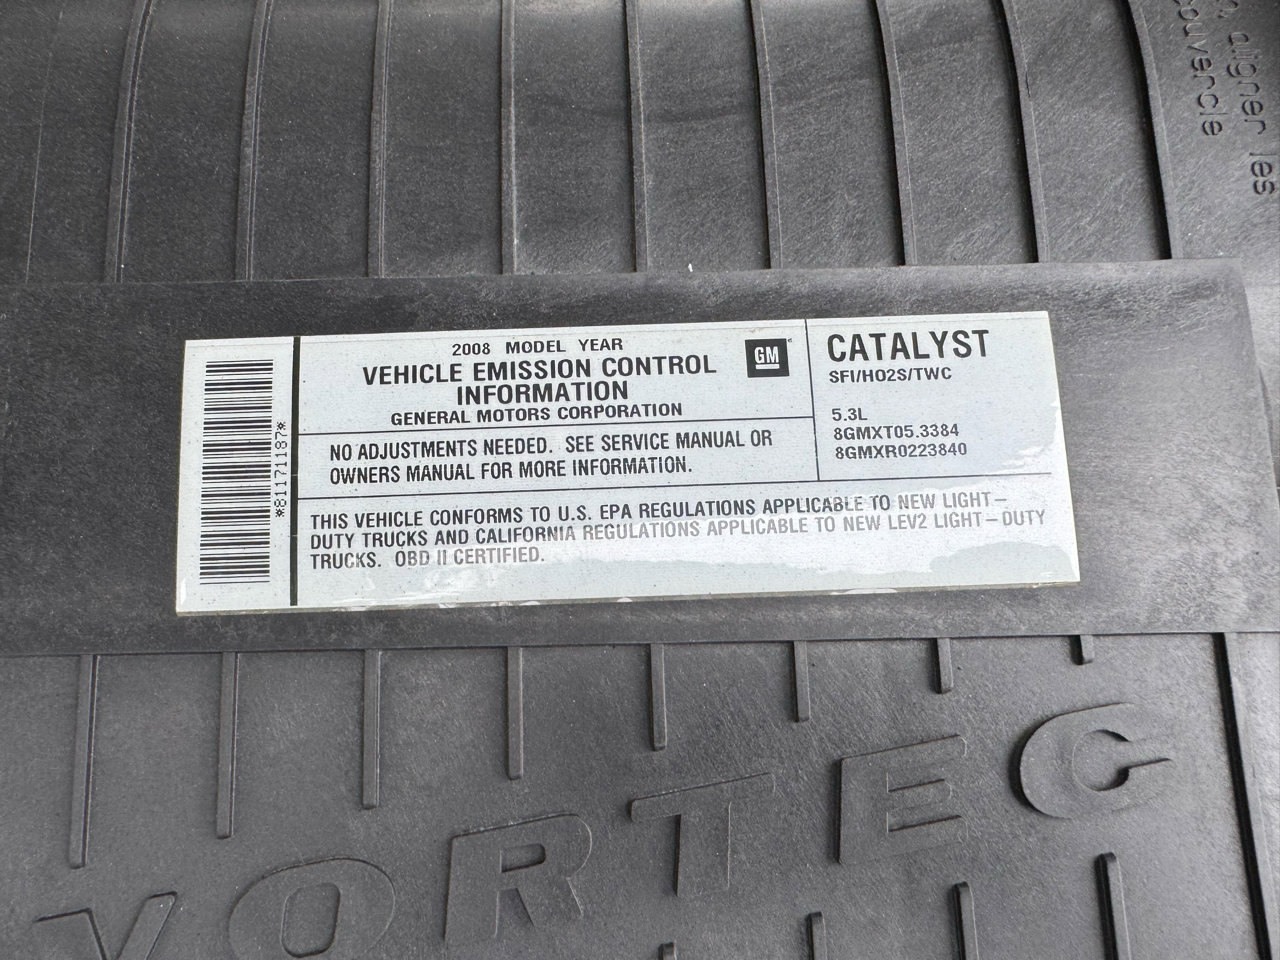 n. aligner les
couvercle
2008 MODEL YEAR
VEHICLE EMISSION CONTROL
INFORMATION
GENERAL MOTORS CORPORATION
GM
NO ADJUSTMENTS NEEDED. SEE SERVICE MANUAL OR
OWNERS MANUAL FOR MORE INFORMATION.
CATALYST
SFI/HO2S/TWC
5.3L
8GMXT05.3384
8GMXR0223840
THIS VEHICLE CONFORMS TO U.S. EPA REGULATIONS APPLICABLE TO NEW LIGHT-
DUTY TRUCKS AND CALIFORNIA REGULATIONS APPLICABLE TO NEW LEV2 LIGHT-DUTY
TRUCKS. OBD II CERTIFIED.
*81171187*
VORTEC